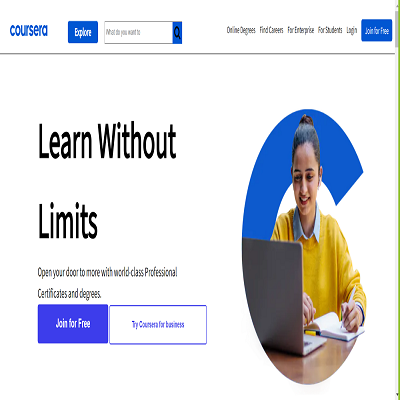 coursera
Explore
What do you want to
Online Degrees
Find Careers
For Enterprise
For Students
Login
Join for Free
Learn Without
Limits
Open your door to more with world-class Professional
Certificates and degrees.
Join for Free
Try Coursera for business